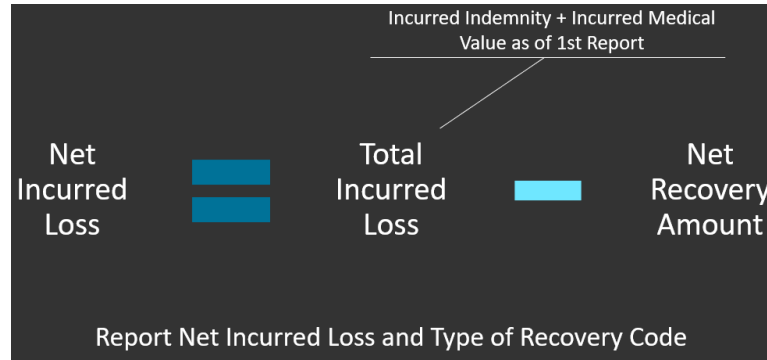 Incurred Indemnity + Incurred Medical
Value as of 1st Report
Net
Incurred
Loss
Total
Incurred
Loss
Net
Recovery
Amount
Report Net Incurred Loss and Type of Recovery Code